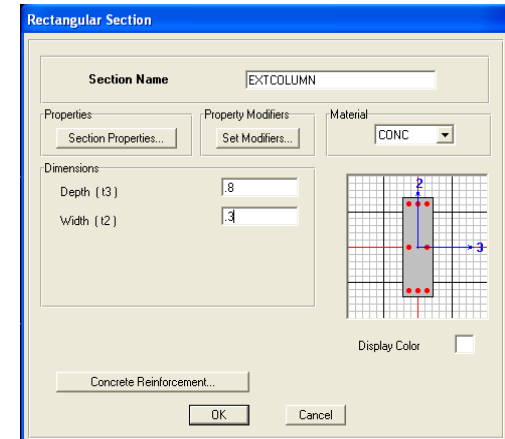 Rectangular Section
Section Name EXTCOLUMN
Properties Property Modifiers Material
Section Properties... Set Modifiers... CONC
Dimensions
Depth ( t3 ) .8
Width ( t2 ) .3
2
3
Display Color
Concrete Reinforcement...
OK Cancel